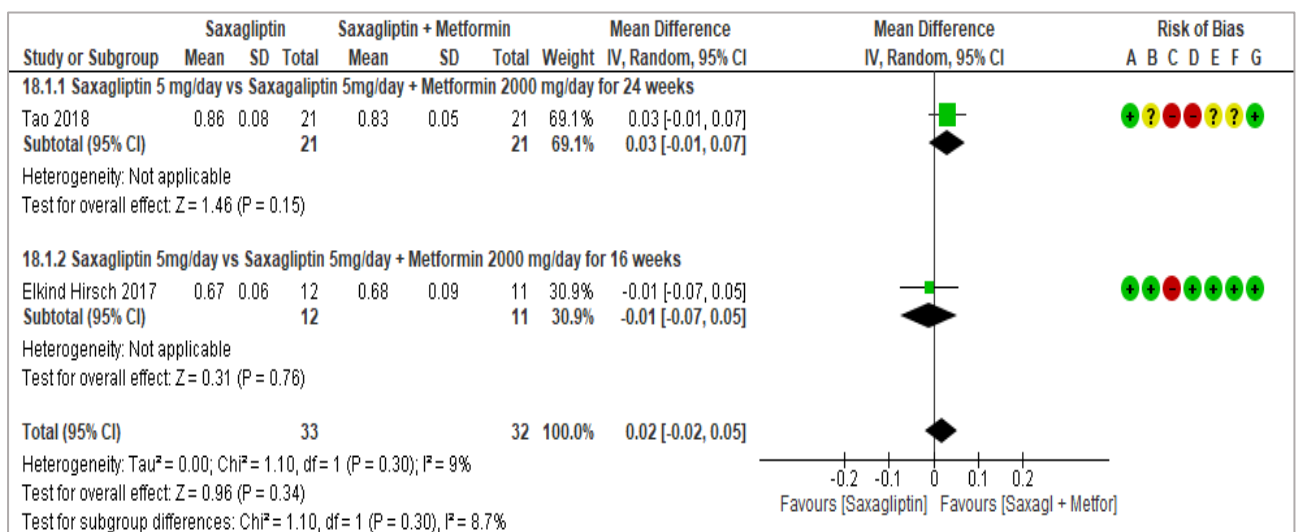 Saxagliptin Saxagliptin + Metformin Mean Difference Mean Difference Risk of Bias
Study or Subgroup Mean SD Total Mean SD Total Weight IV, Random, 95% CI IV, Random, 95% CI A B C D E F G
18.1.1 Saxagliptin 5 mg/day vs Saxagaliptin 5mg/day + Metformin 2000 mg/day for 24 weeks
Tao 2018 0.86 0.08 21 0.83 0.05 21 69.1% 0.03 [-0.01, 0.07] + ? - - ? ? +
Subtotal (95% CI) 21 21 69.1% 0.03 [-0.01, 0.07]
Heterogeneity: Not applicable
Test for overall effect: Z = 1.46 (P = 0.15)
18.1.2 Saxagliptin 5mg/day vs Saxagliptin 5mg/day + Metformin 2000 mg/day for 16 weeks
Elkind Hirsch 2017 0.67 0.06 12 0.68 0.09 11 30.9% -0.01 [-0.07, 0.05] + + - + + + +
Subtotal (95% CI) 12 11 30.9% -0.01 [-0.07, 0.05]
Heterogeneity: Not applicable
Test for overall effect: Z = 0.31 (P = 0.76)
Total (95% CI) 33 32 100.0% 0.02 [-0.02, 0.05]
Heterogeneity: Tau² = 0.00; Chi² = 1.10, df = 1 (P = 0.30); I² = 9%
Test for overall effect: Z = 0.96 (P = 0.34)
Test for subgroup differences: Chi² = 1.10, df = 1 (P = 0.30), I² = 8.7%
-0.2 -0.1 0 0.1 0.2
Favours [Saxagliptin] Favours [Saxagl + Metfor]